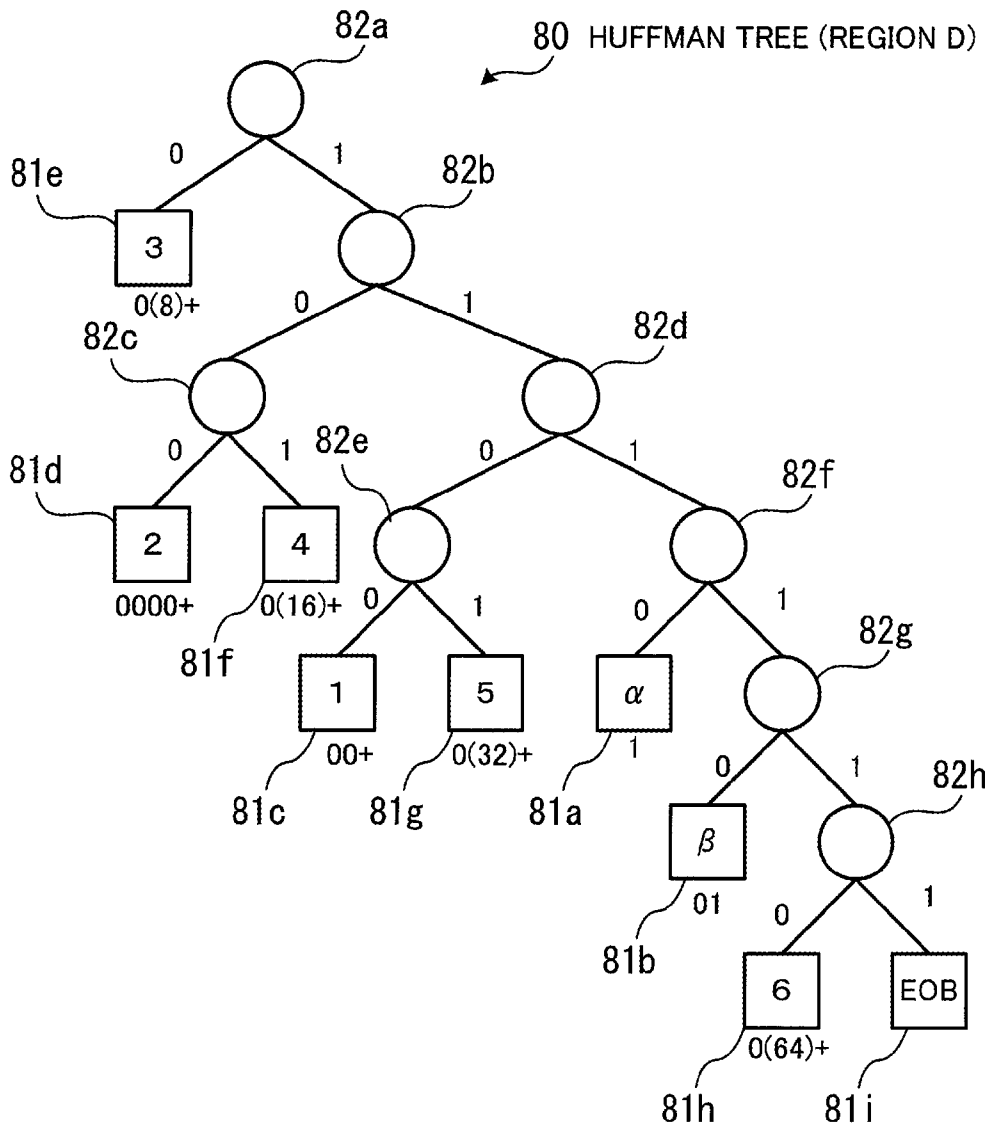 82a
80 HUFFMAN TREE (REGION D)
0
1
81e
82b
3
0(8)+
0
1
82c
82d
0
1
82e
0
1
81d
82f
2
4
0000+
0(16)+
81f
0
1
0
1
82g
1
5
α
00+
0(32)+
1
81c
81g
81a
0
1
82h
β
01
81b
0
1
6
EOB
0(64)+
81h
81i